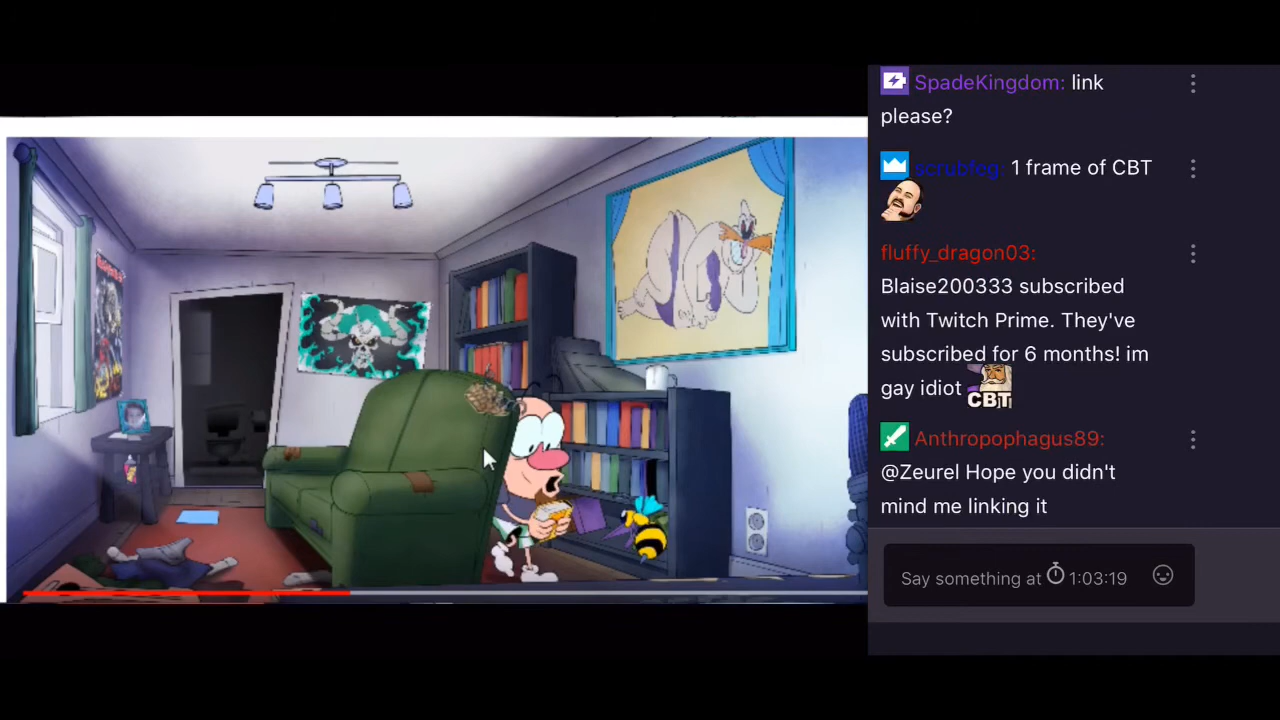 SpadeKingdom: link
please?
scrubfeg: 1 frame of CBT
fluffy_dragon03:
Blaise200333 subscribed
with Twitch Prime. They've
subscribed for 6 months! im
gay idiot CBT
Anthropophagus89:
@Zeurel Hope you didn't
mind me linking it
Say something at 1:03:19